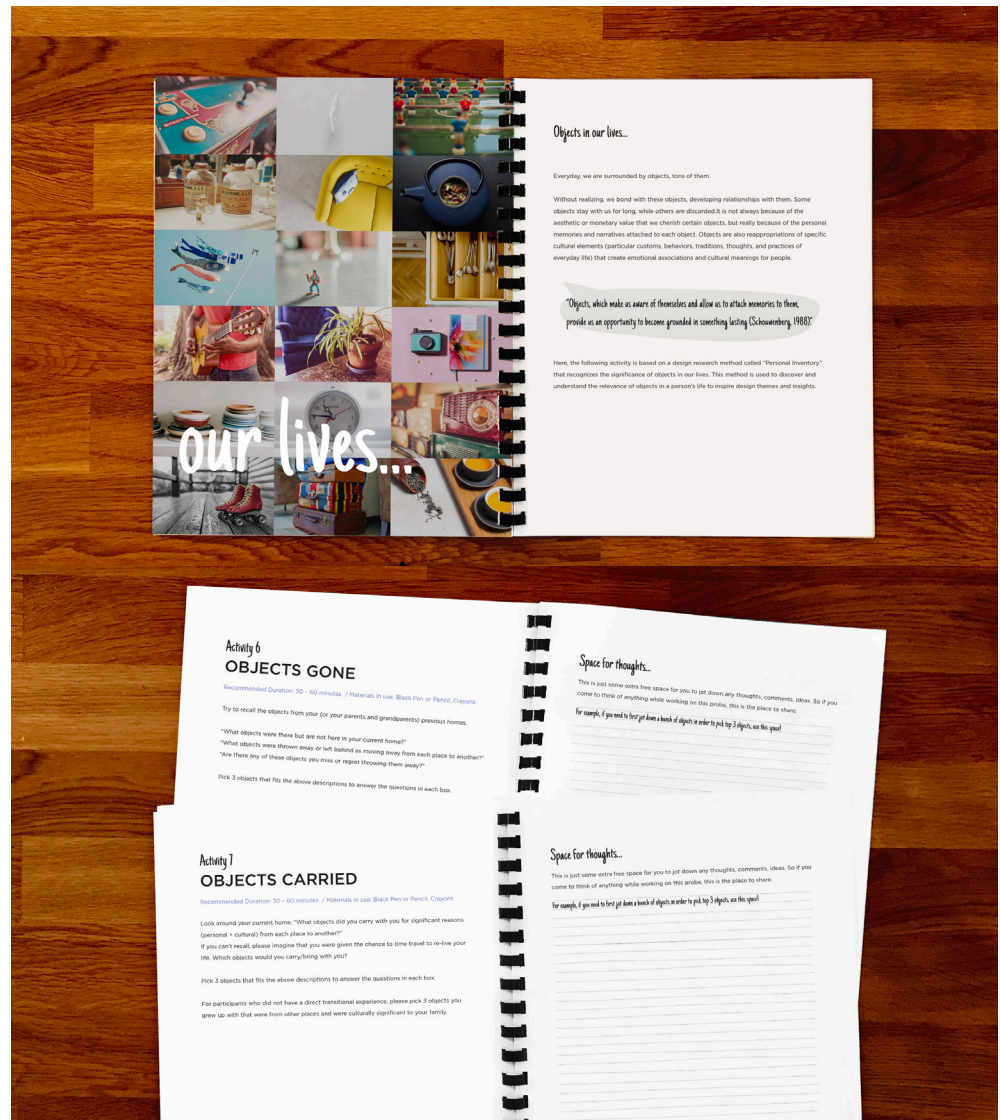 our lives...
Objects in our lives...
Everyday, we are surrounded by objects, tons of them.
Without realizing, we bond with these objects, developing relationships with them. Some
objects stay with us for long, while others are discarded.It is not always because of the
aesthetic or monetary value that we cherish certain objects, but really because of the personal
memories and narratives attached to each object. Objects are also reappropriations of specific
cultural elements (particular customs, behaviors, traditions, thoughts, and practices of
everyday life) that create emotional associations and cultural meanings for people.
"Objects, which make us aware of themselves and allow us to attach memories to them,
provide us an opportunity to become grounded in something lasting (Schouwenberg, 1988)."
Here, the following activity is based on a design research method called "Personal Inventory"
that recognizes the significance of objects in our lives. This method is used to discover and
understand the relevance of objects in a person's life to inspire design themes and insights.
Activity 6
OBJECTS GONE
Recommended Duration: 30 - 60 minutes / Materials in use: Black Pen or Pencil, Crayons
Try to recall the objects from your (or your parents and grandparents) previous homes.
"What objects were there but are not here in your current home?"
"What objects were thrown away or left behind as moving away from each place to another?"
"Are there any of these objects you miss or regret throwing them away?"
Pick 3 objects that fits the above descriptions to answer the questions in each box.
Space for thoughts...
This is just some extra free space for you to jot down any thoughts, comments, ideas. So if you
come to think of anything while working on this probe, this is the place to share.
For example, if you need to first jot down a bunch of objects in order to pick top 3 objects, use this space!
Activity 7
OBJECTS CARRIED
Recommended Duration: 30 - 60 minutes / Materials in use: Black Pen or Pencil, Crayons
Look around your current home. "What objects did you carry with you for significant reasons
(personal + cultural) from each place to another?"
If you can't recall, please imagine that you were given the chance to time travel to re-live your
life. Which objects would you carry/bring with you?
Pick 3 objects that fits the above descriptions to answer the questions in each box.
For participants who did not have a direct transitional experience, please pick 3 objects you
grew up with that were from other places and were culturally significant to your family.
Space for thoughts...
This is just some extra free space for you to jot down any thoughts, comments, ideas. So if you
come to think of anything while working on this probe, this is the place to share.
For example, if you need to first jot down a bunch of objects in order to pick top 3 objects, use this space!